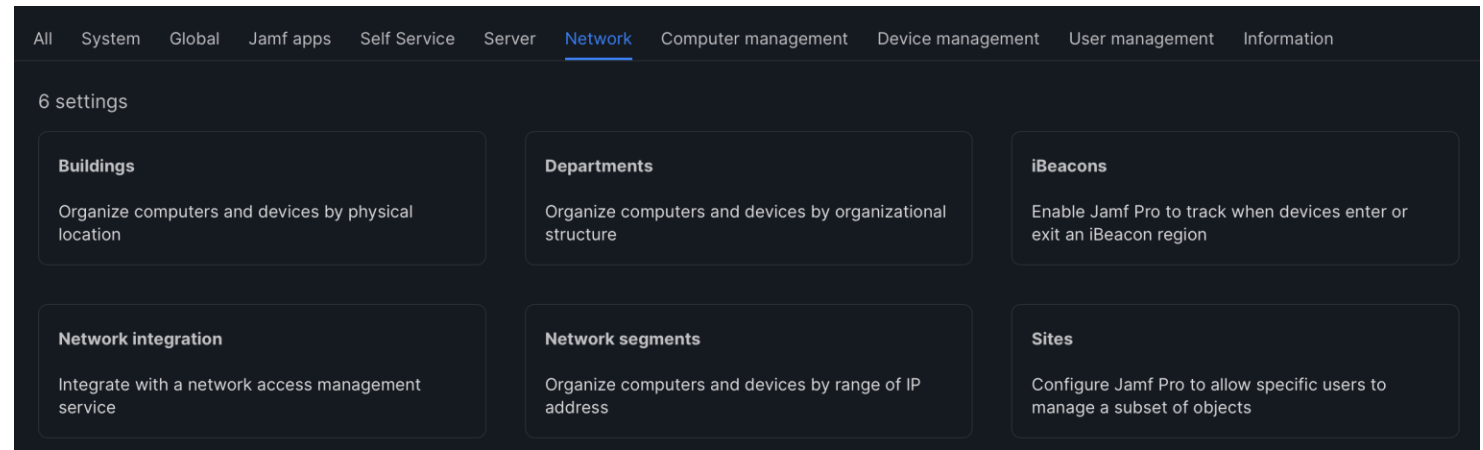 All System Global Jamf apps Self Service Server Network Computer management Device management User management Information
6 settings
Buildings
Organize computers and devices by physical
location
Departments
Organize computers and devices by organizational
structure
iBeacons
Enable Jamf Pro to track when devices enter or
exit an iBeacon region
Network integration
Integrate with a network access management
service
Network segments
Organize computers and devices by range of IP
address
Sites
Configure Jamf Pro to allow specific users to
manage a subset of objects